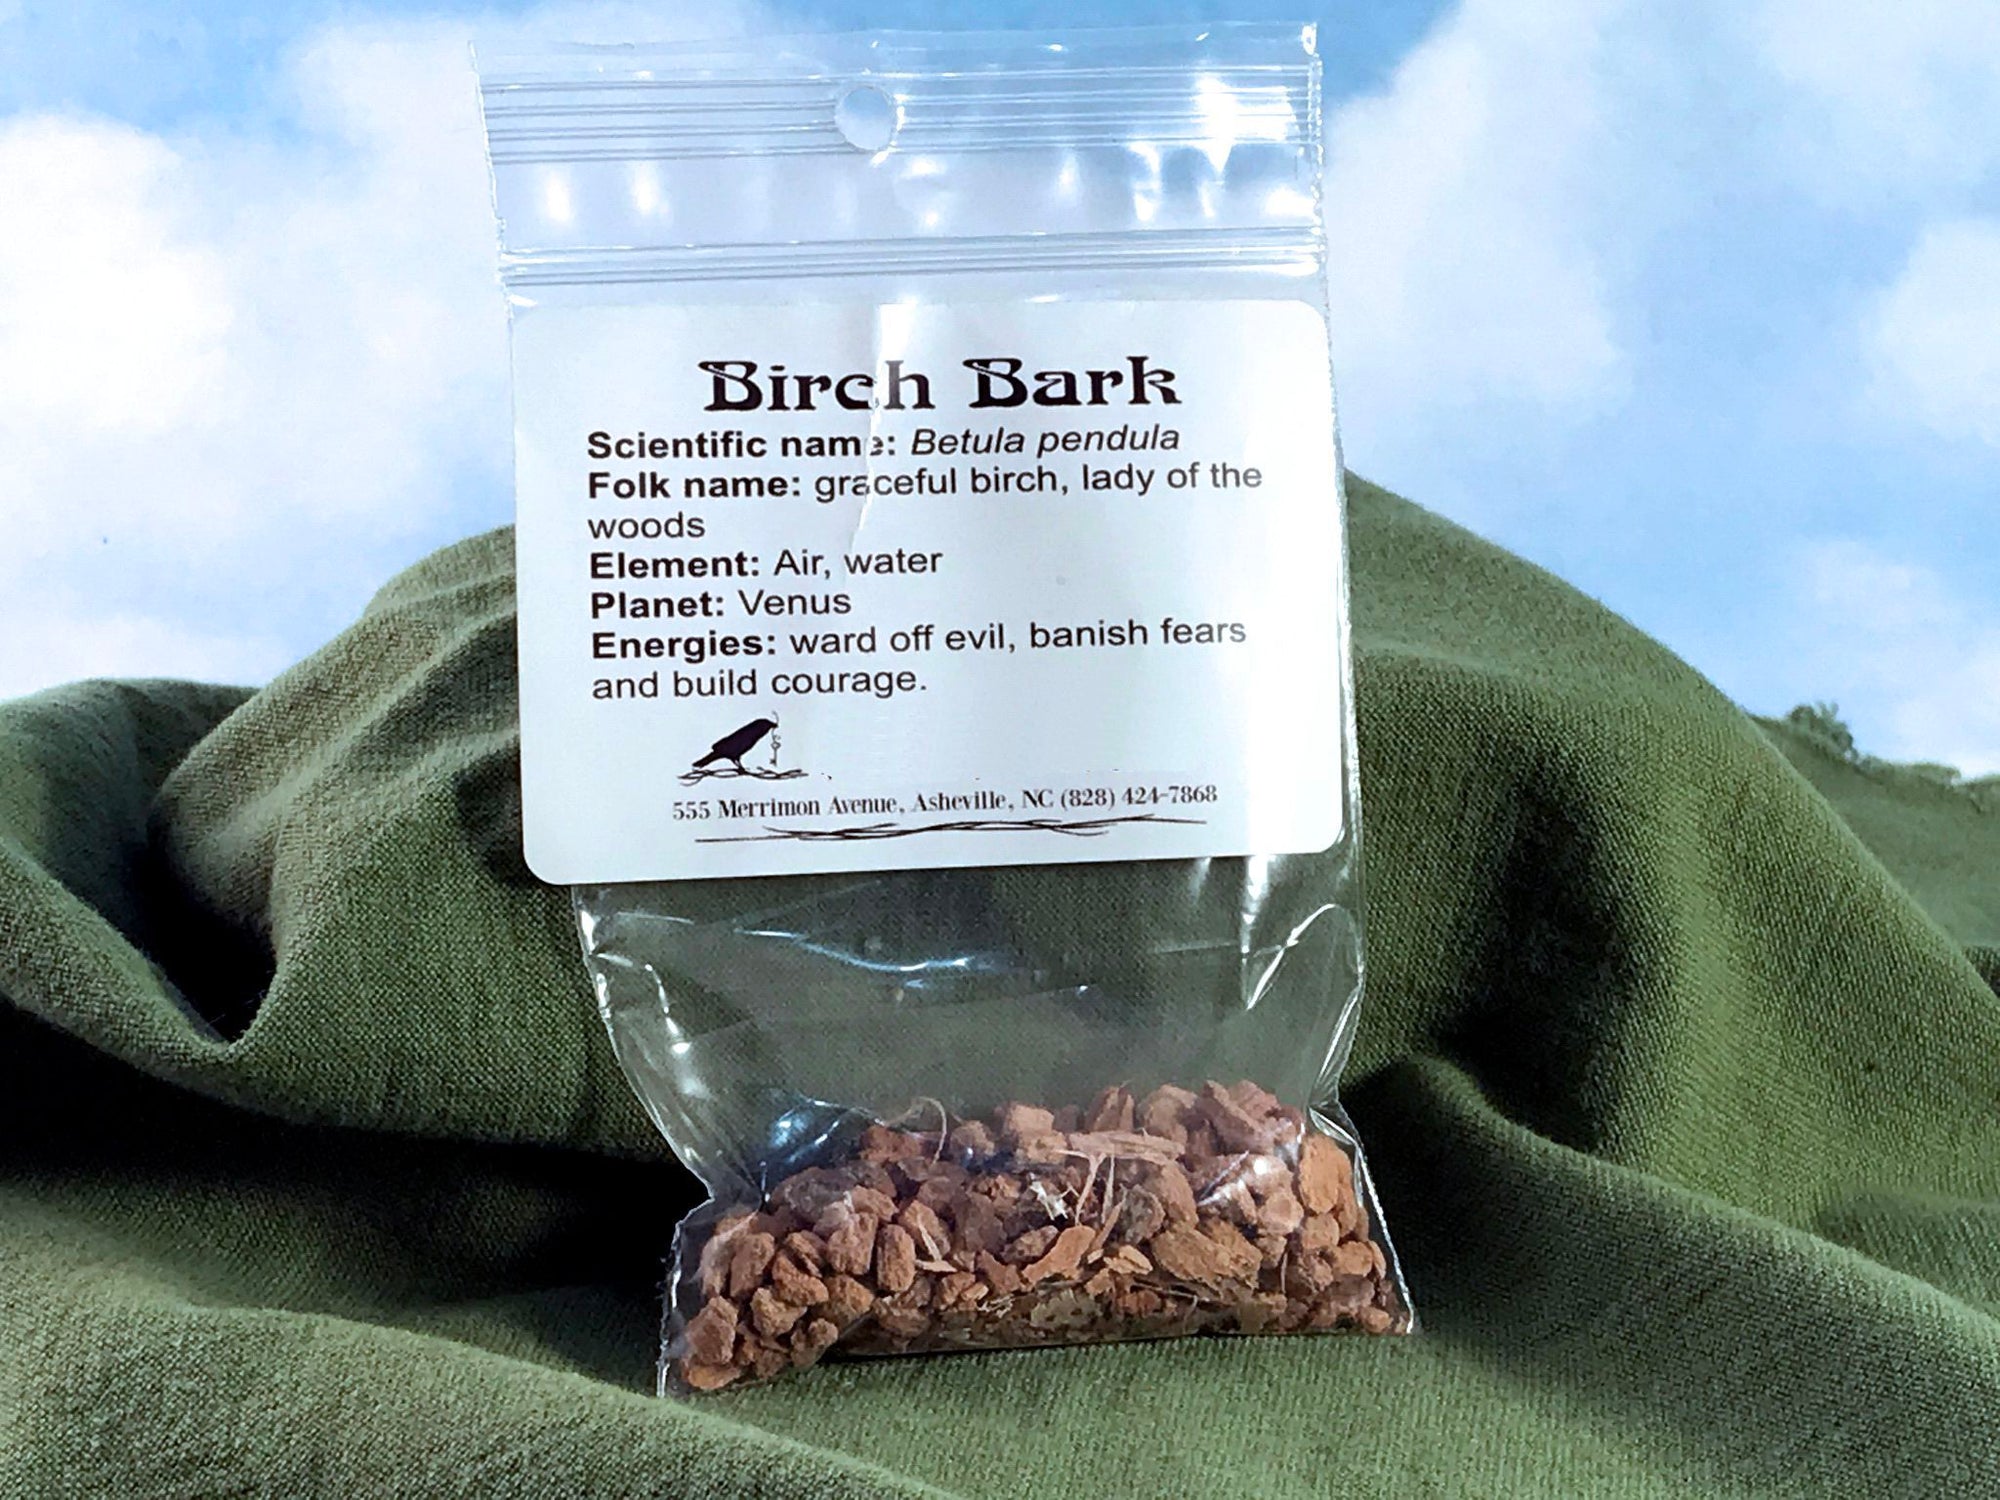 Birch Bark
Scientific name: Betula pendula
Folk name: graceful birch, lady of the
woods
Element: Air, water
Planet: Venus
Energies: ward off evil, banish fears
and build courage.
555 Merrimon Avenue, Asheville, NC (828) 424-7868